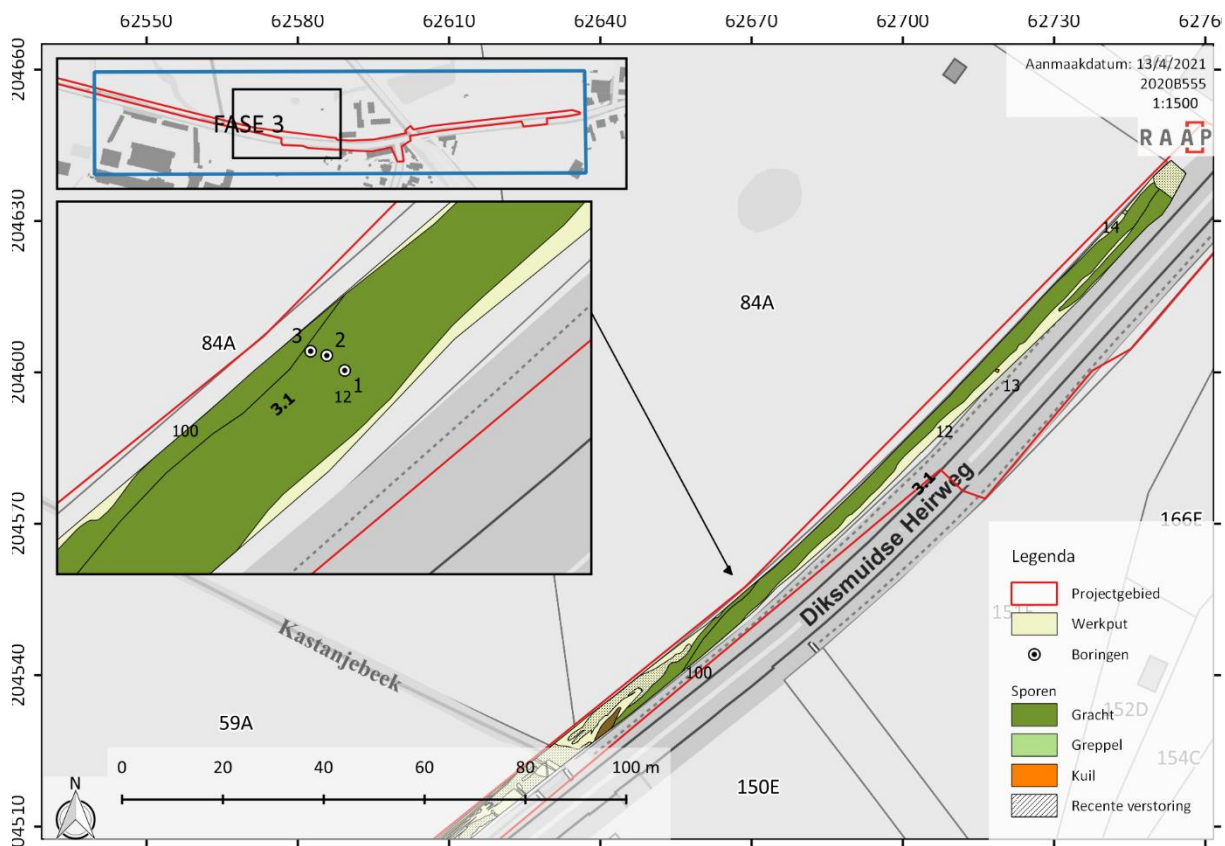 62550 62580 62610 62640 62670 62700 62730 62760
204660
204630
204600
204570
204540
204510
Aanmaakdatum: 13/4/2021
2020B555
1:1500
RAAP
FASE 3
84A
3
2
1
12
3.1
100
84A
14
13
12
3.1
Diksmuidse Heirweg
100
166E
Kastanjebeek
59A
150E
152D
154C
0 20 40 60 80 100 m
N
Legenda
Projectgebied
Werkput
Boringen
Sporen
Gracht
Greppel
Kuil
Recente verstoring